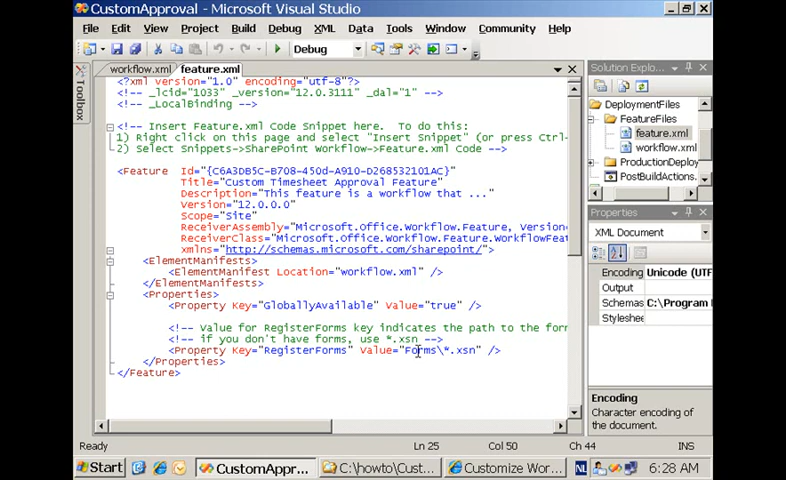 CustomApproval - Microsoft Visual Studio
File Edit View Project Build Debug XML Data Tools Window Community Help
Debug
workflow.xml feature.xml
Toolbox
<?xml version="1.0" encoding="utf-8"?>
<!-- _lcid="1033" _version="12.0.3111" _dal="1" -->
<!-- _LocalBinding -->
<!-- Insert Feature.xml Code Snippet here. To do this:
1) Right click on this page and select "Insert Snippet" (or press Ctrl-
2) Select Snippets->SharePoint Workflow->Feature.xml Code -->
<Feature Id="{C6A3DB5C-B708-450d-A910-D268532101AC}"
Title="Custom Timesheet Approval Feature"
Description="This feature is a workflow that ..."
Version="12.0.0.0"
Scope="Site"
ReceiverAssembly="Microsoft.Office.Workflow.Feature, Version
ReceiverClass="Microsoft.Office.Workflow.Feature.WorkflowFeat
xmlns="http://schemas.microsoft.com/sharepoint/">
<ElementManifests>
<ElementManifest Location="workflow.xml" />
</ElementManifests>
<Properties>
<Property Key="GloballyAvailable" Value="true" />
<!-- Value for RegisterForms key indicates the path to the form
<!-- if you don't have forms, use *.xsn -->
<Property Key="RegisterForms" Value="Forms\*.xsn" />
</Properties>
</Feature>
Solution Explo...
DeploymentFiles
FeatureFiles
feature.xml
workflow.xml
ProductionDeploy
PostBuildActions.
Properties
XML Document
Encoding Unicode (UTF
Output
Schemas C:\Program
Stylesheet
Encoding
Character encoding of the document.
Ready Ln 25 Col 50 Ch 44 INS
Start CustomAppr... C:\howto\Cust... Customize Wor... NL 6:28 AM